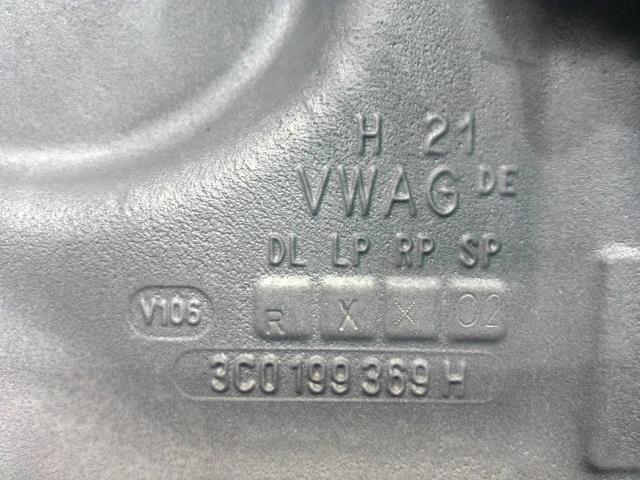 H 21
VWAG DE
DL LP RP SP
V106 R X X 02
3C0 199 369 H